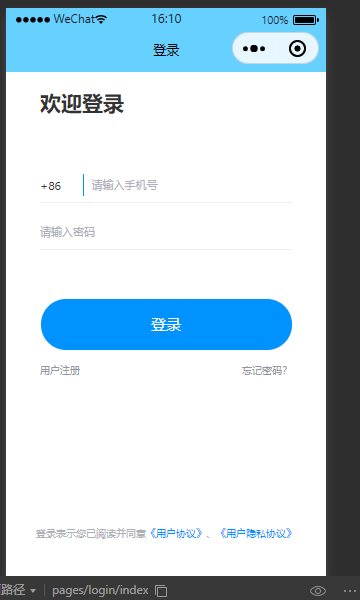 ●●●●● WeChat 16:10 100%
登录
欢迎登录
+86 请输入手机号
请输入密码
登录
用户注册 忘记密码?
登录表示您已阅读并同意《用户协议》、《用户隐私协议》
路径 pages/login/index